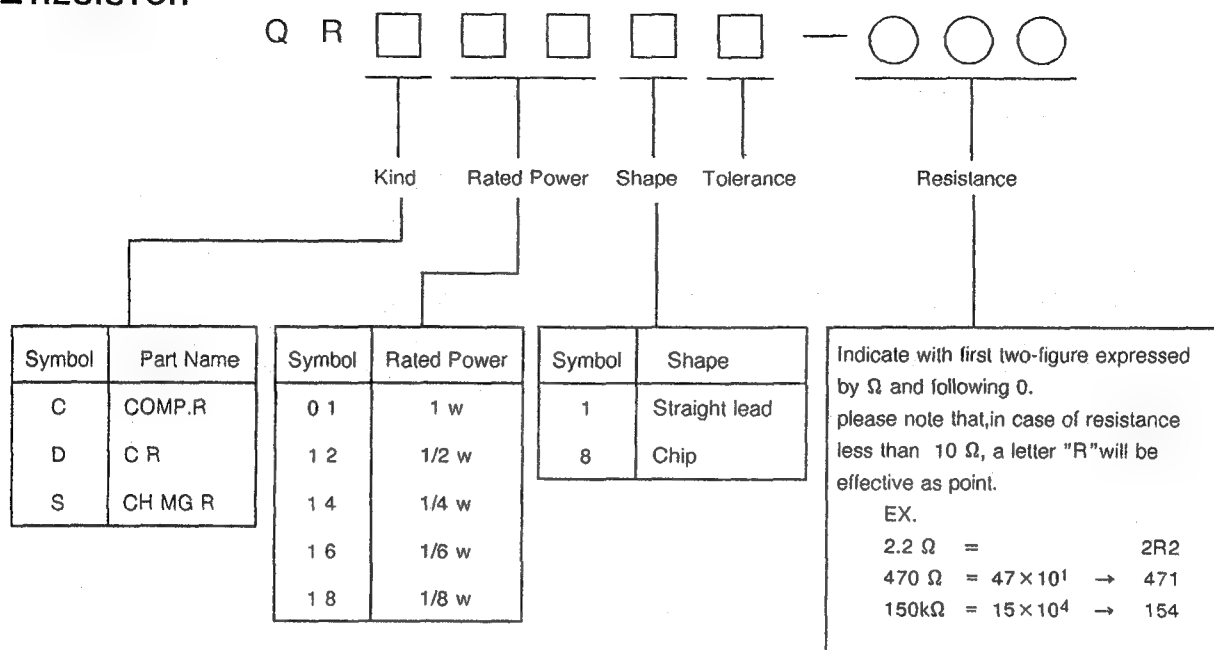 Q R —
Kind Rated Power Shape Tolerance Resistance
Symbol Part Name
C COMP.R
D C R
S CH MG R
Symbol Rated Power
0 1 1 w
1 2 1/2 w
1 4 1/4 w
1 6 1/6 w
1 8 1/8 w
Symbol Shape
1 Straight lead
8 Chip
Indicate with first two-figure expressed
by Ω and following 0.
please note that,in case of resistance
less than 10 Ω, a letter "R"will be
effective as point.
EX.
2.2 Ω = 2R2
470 Ω = 47×10¹ → 471
150kΩ = 15×10⁴ → 154